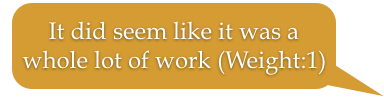 It did seem like it was a
whole lot of work (Weight:1)